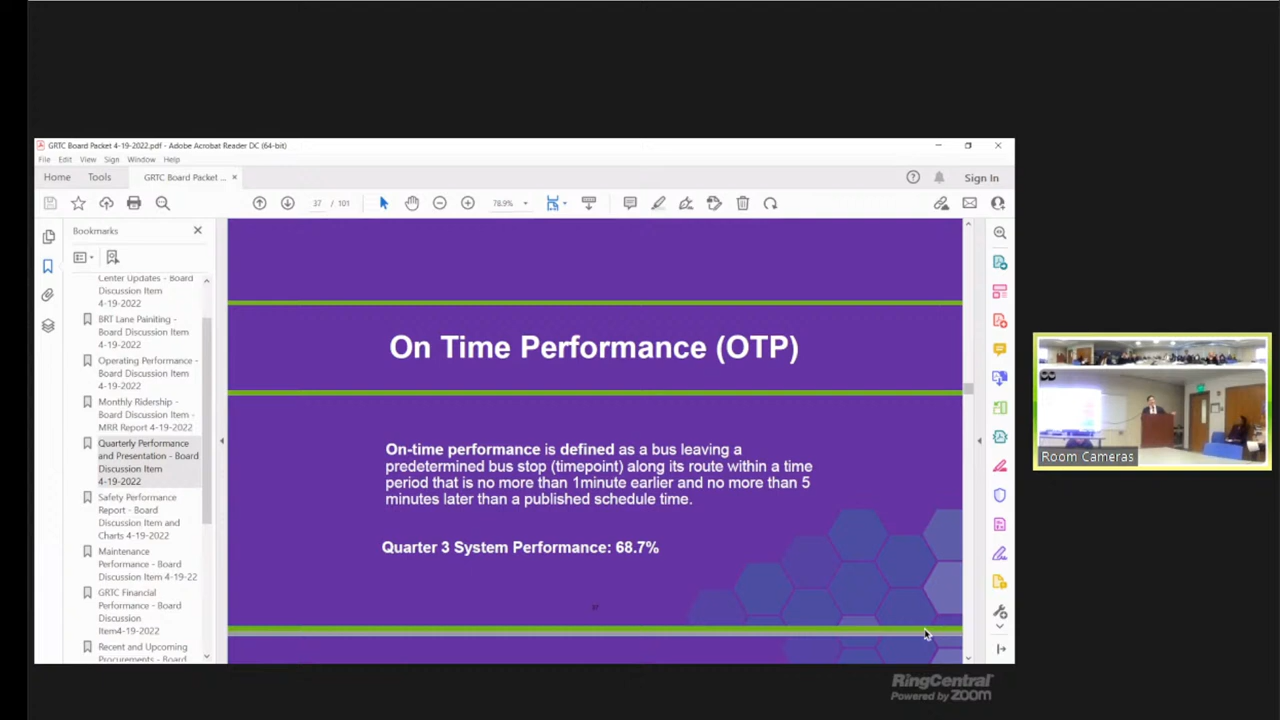 GRTC Board Packet 4-19-2022.pdf - Adobe Acrobat Reader DC (64-bit)
File Edit View Sign Window Help
Home Tools GRTC Board Packet ... × Sign In
37 / 101 78.9%
Bookmarks
Center Updates - Board
Discussion Item
4-19-2022
BRT Lane Painiting -
Board Discussion Item
4-19-2022
Operating Performance -
Board Discussion Item
4-19-2022
Monthly Ridership -
Board Discussion Item -
MRR Report 4-19-2022
Quarterly Performance
and Presentation - Board
Discussion Item
4-19-2022
Safety Performance
Report - Board
Discussion Item and
Charts 4-19-2022
Maintenance
Performance - Board
Discussion Item 4-19-22
GRTC Financial
Performance - Board
Discussion
Item4-19-2022
Recent and Upcoming
Procurements - Board
On Time Performance (OTP)
On-time performance is defined as a bus leaving a
predetermined bus stop (timepoint) along its route within a time
period that is no more than 1minute earlier and no more than 5
minutes later than a published schedule time.
Quarter 3 System Performance: 68.7%
37
Room Cameras
RingCentral
Powered by zoom